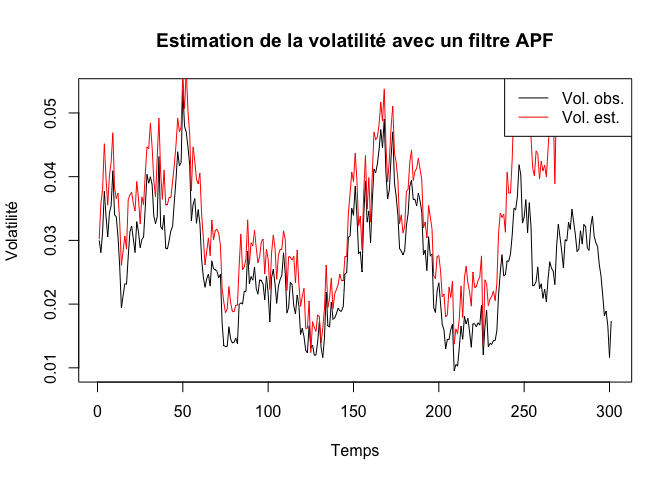 Estimation de la volatilité avec un filtre APF
Vol. obs.
Vol. est.
0.05
0.04
0.03
0.02
0.01
Volatilité
0
50
100
150
200
250
300
Temps